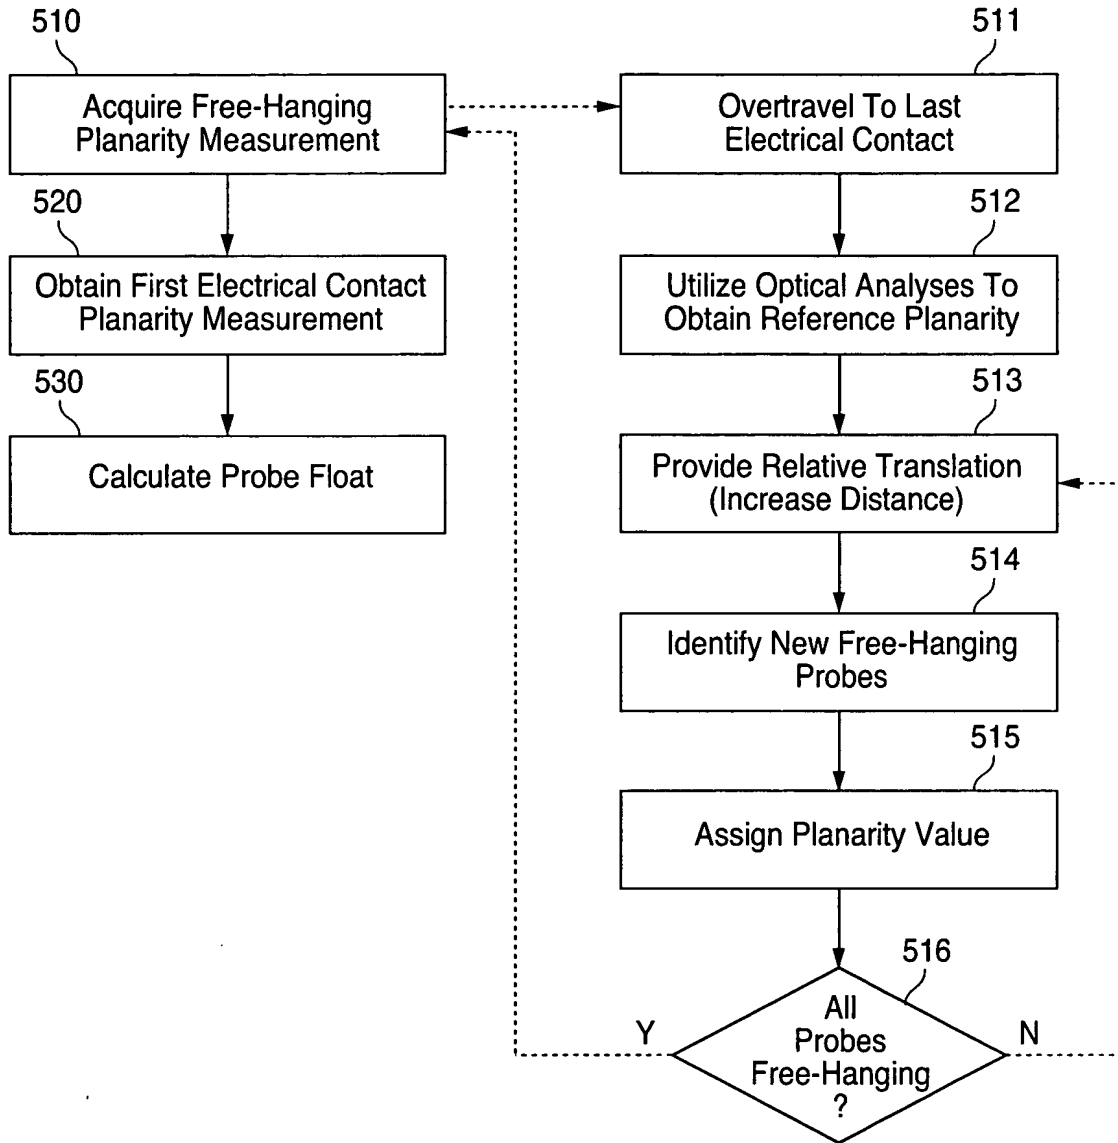 510
Acquire Free-Hanging
Planarity Measurement
520
Obtain First Electrical Contact
Planarity Measurement
530
Calculate Probe Float
511
Overtravel To Last
Electrical Contact
512
Utilize Optical Analyses To
Obtain Reference Planarity
513
Provide Relative Translation
(Increase Distance)
514
Identify New Free-Hanging
Probes
515
Assign Planarity Value
516
All
Probes
Free-Hanging
?
Y
N